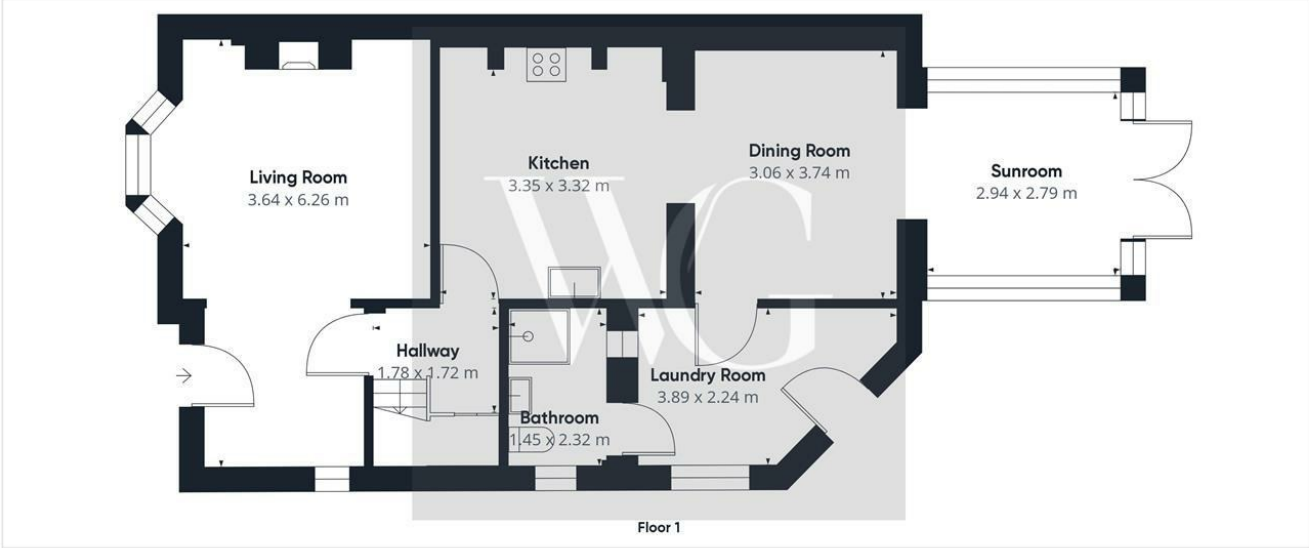 Living Room
3.64 x 6.26 m
Kitchen
3.35 x 3.32 m
Dining Room
3.06 x 3.74 m
Sunroom
2.94 x 2.79 m
Hallway
1.78 x 1.72 m
Bathroom
1.45 x 2.32 m
Laundry Room
3.89 x 2.24 m
WG
Floor 1